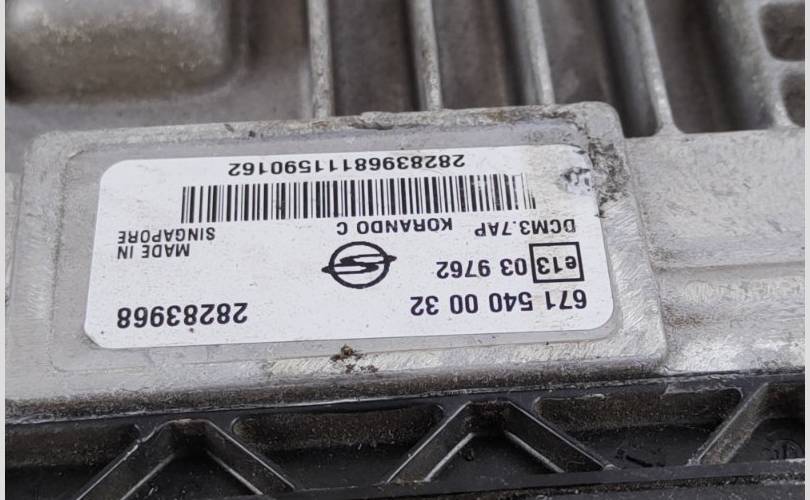 671 540 00 32 28283968
e13 03 9762
DCM3.7AP KORANDO C MADE IN
SINGAPORE
28283968111590162